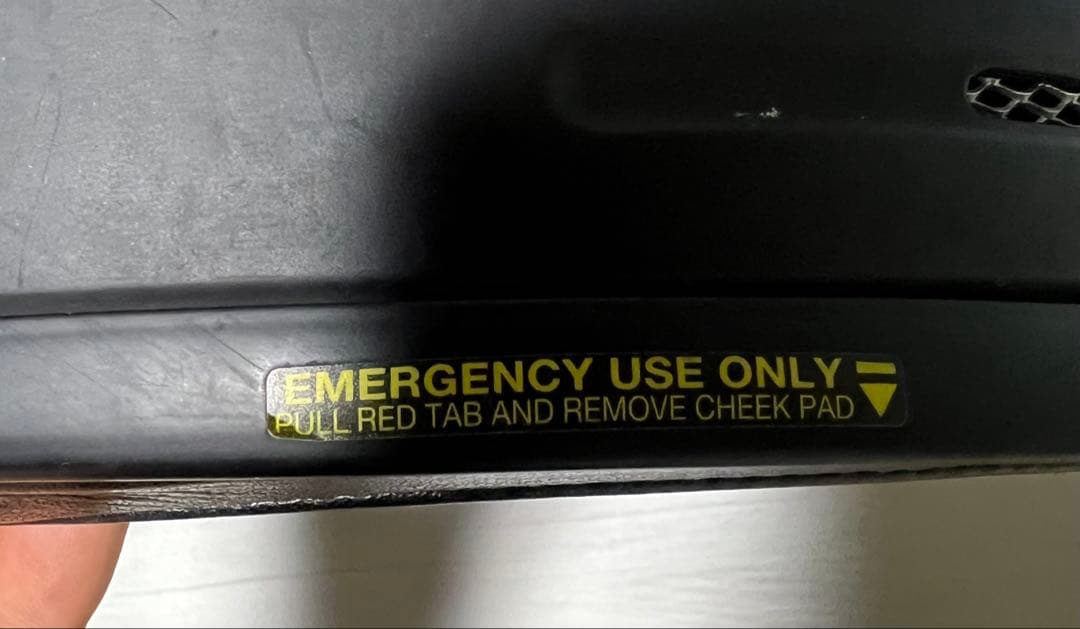 EMERGENCY USE ONLY
PULL RED TAB AND REMOVE CHEEK PAD